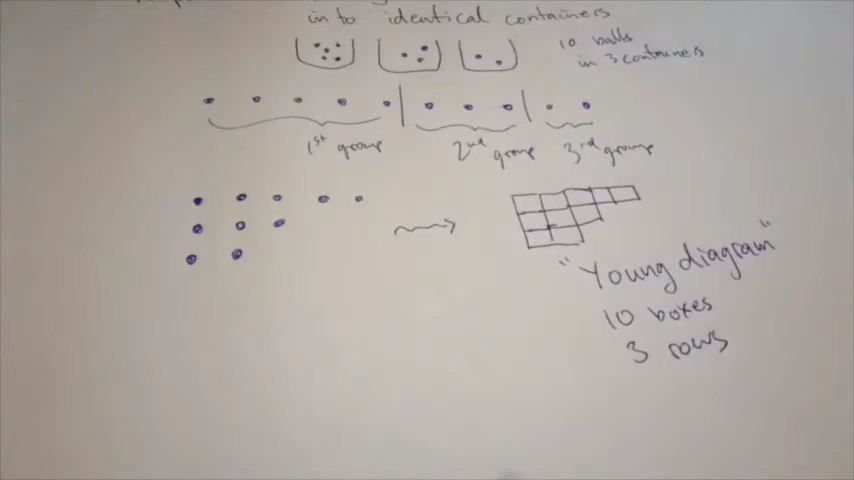 in to identical containers
10 balls
in 3 containers
1st group
2nd group
3rd group
"Young diagram"
10 boxes
3 rows